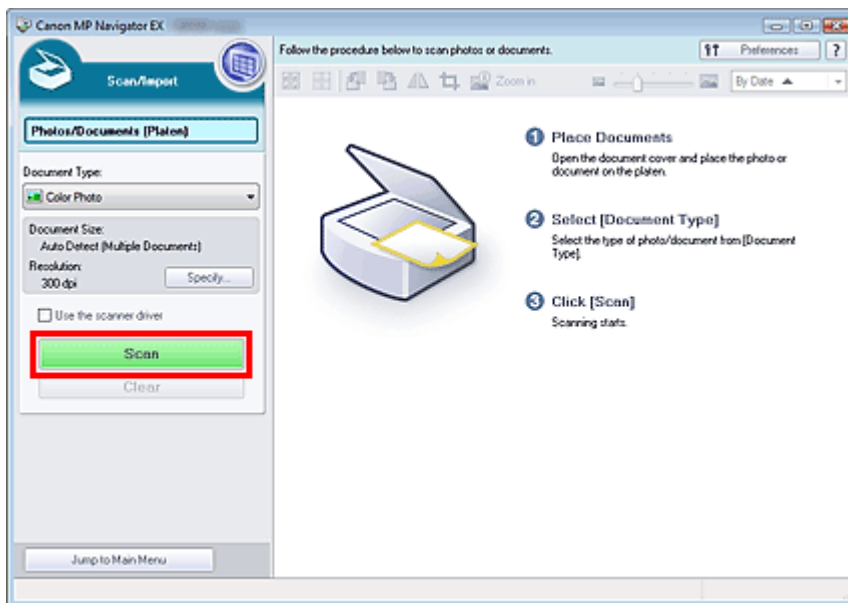 Canon MP Navigator EX
Scan/Import
Photos/Documents (Platen)
Document Type:
Color Photo
Document Size:
Auto Detect (Multiple Documents)
Resolution:
300 dpi
Specify...
Use the scanner driver
Scan
Clear
Jump to Main Menu
Follow the procedure below to scan photos or documents.
Preferences
?
Zoom in
By Date
1 Place Documents
Open the document cover and place the photo or
document on the platen.
2 Select [Document Type]
Select the type of photo/document from [Document
Type].
3 Click [Scan]
Scanning starts.